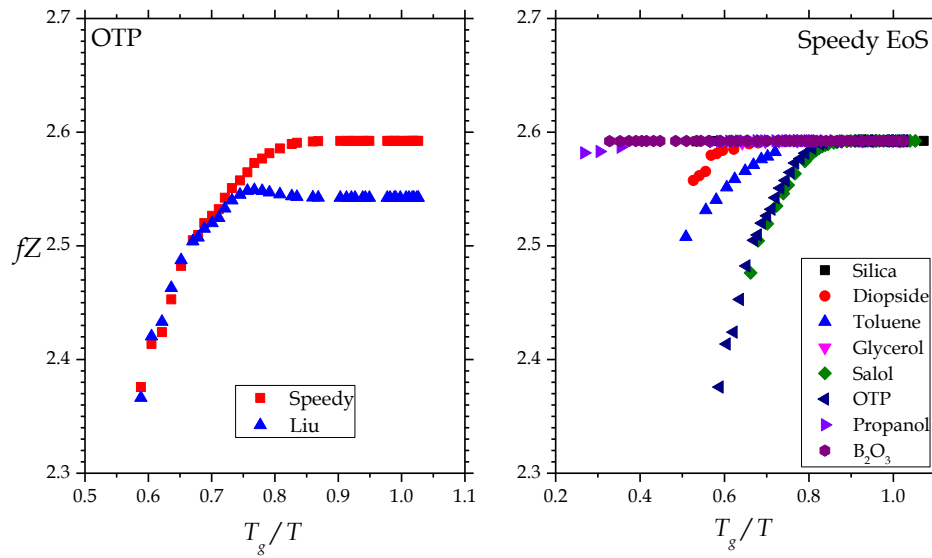 OTP
2.7
2.6
2.5
2.4
2.3
fZ
0.5 0.6 0.7 0.8 0.9 1.0 1.1
T_g/T
Speedy
Liu
Speedy EoS
2.7
2.6
2.5
2.4
2.3
0.2 0.4 0.6 0.8 1.0
T_g/T
Silica
Diopside
Toluene
Glycerol
Salol
OTP
Propanol
B₂O₃